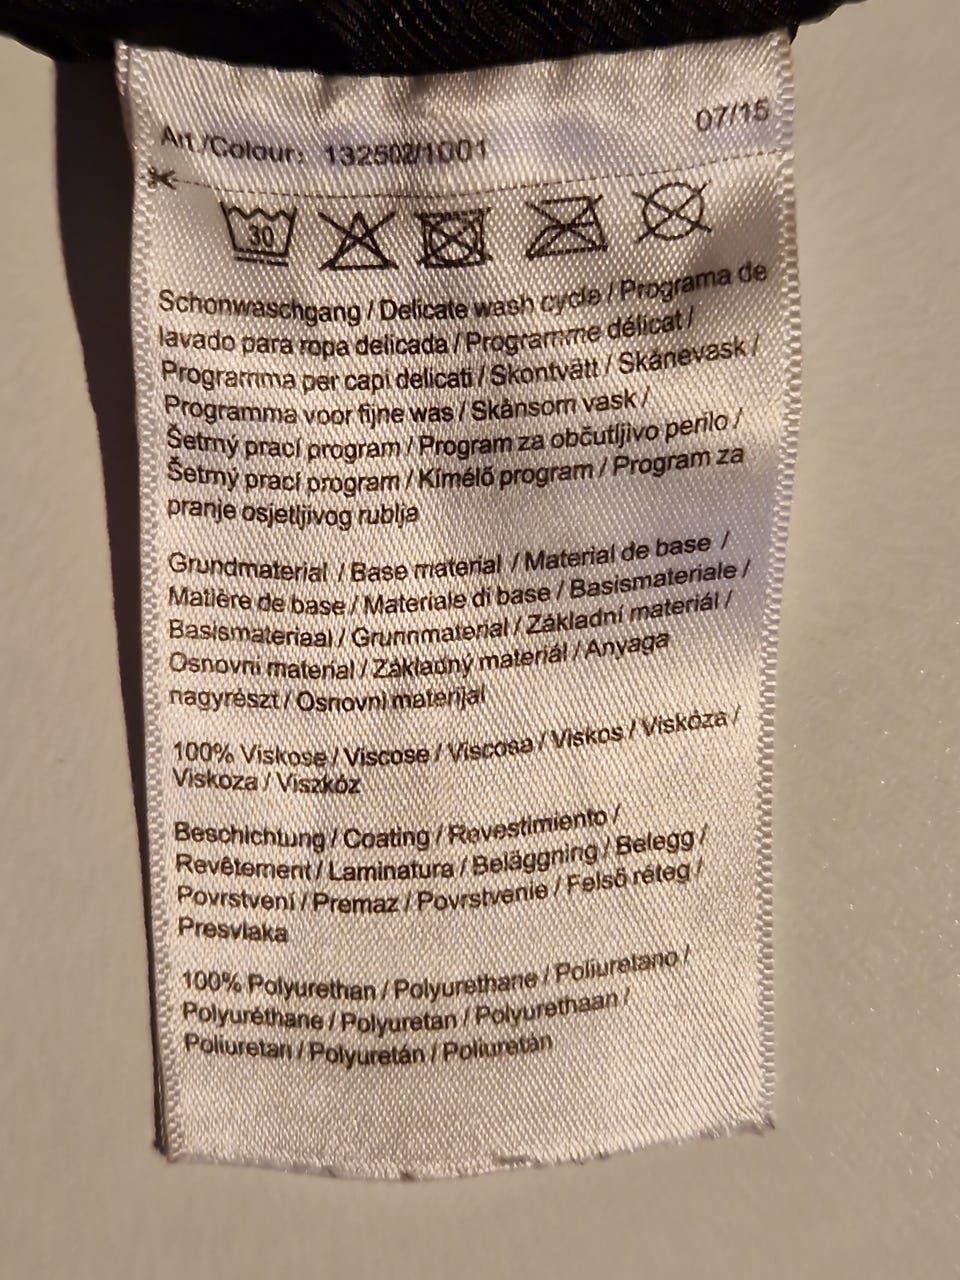 07/15
Art./Colour: 132502/1001
30
Schonwaschgang / Delicate wash cycle / Programa de
lavado para ropa delicada / Programme délicat /
Programma per capi delicati / Skontvätt / Skånevask /
Programma voor fijne was / Skånsom vask /
Šetrný prací program / Program za občutljivo perilo /
Šetrný prací program / Kímélő program / Program za
pranje osjetljivog rublja
Grundmaterial / Base material / Material de base /
Matière de base / Materiale di base / Basismateriale /
Basismateriaal / Grunnmaterial / Základní materiál /
Osnovni material / Základný materiál / Anyaga
nagyrészt / Osnovni materijal
100% Viskose / Viscose / Viscosa / Viskos / Viskóza /
Viskoza / Viszkóz
Beschichtung / Coating / Revestimiento /
Revêtement / Laminatura / Beläggning / Belegg /
Povrstvení / Premaz / Povrstvenie / Felső réteg /
Presvlaka
100% Polyurethan / Polyurethane / Poliuretano /
Polyuréthane / Polyuretan / Polyurethaan /
Poliuretan / Polyuretán / Poliuretán